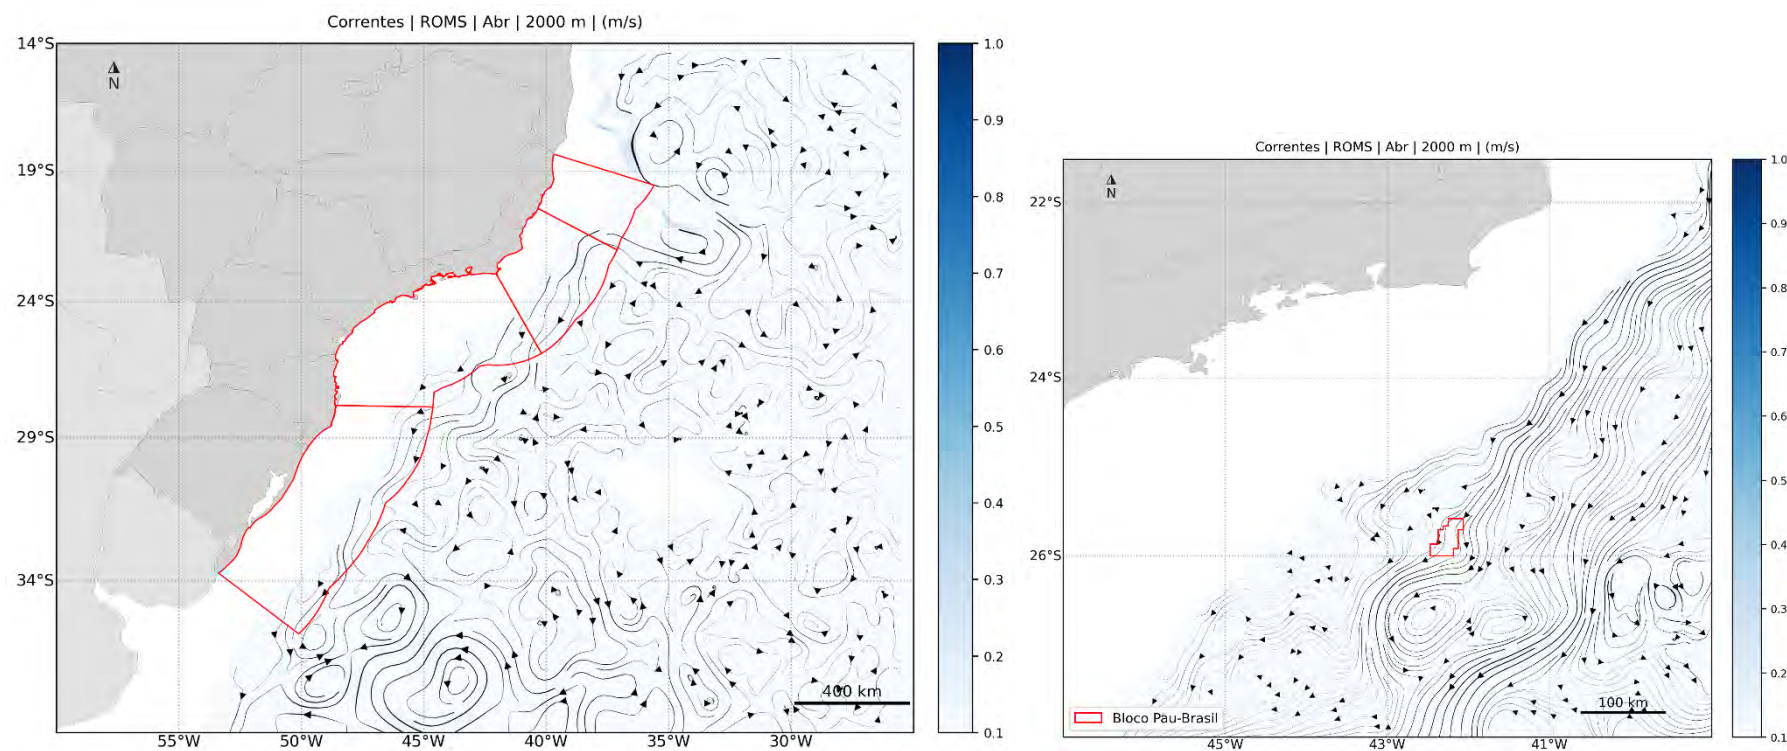 Correntes | ROMS | Abr | 2000 m | (m/s)
14°S
19°S
24°S
29°S
34°S
N
400 km
55°W
50°W
45°W
40°W
35°W
30°W
1.0
0.9
0.8
0.7
0.6
0.5
0.4
0.3
0.2
0.1
Correntes | ROMS | Abr | 2000 m | (m/s)
22°S
24°S
26°S
N
Bloco Pau-Brasil
100 km
45°W
43°W
41°W
1.0
0.9
0.8
0.7
0.6
0.5
0.4
0.3
0.2
0.1